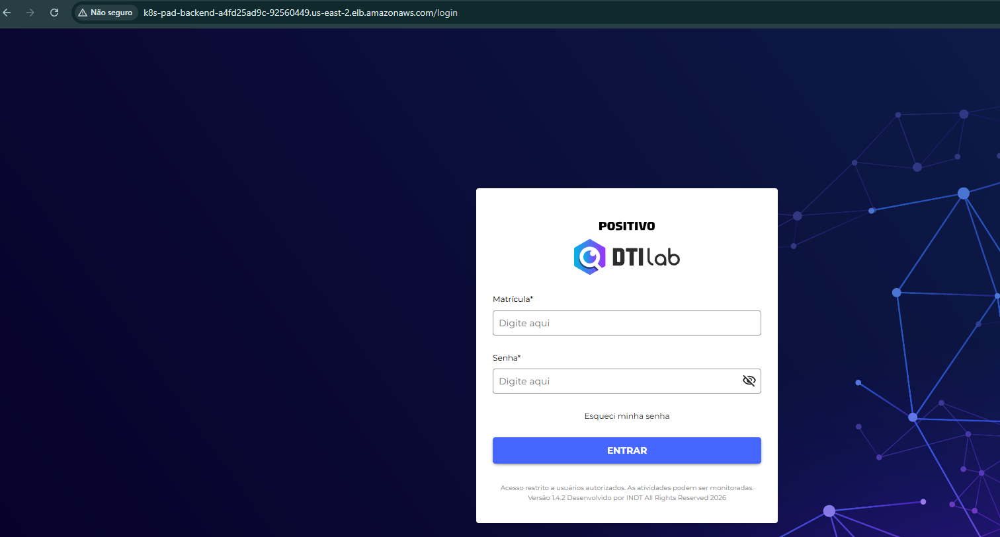 Não seguro
k8s-pad-backend-a4fd25ad9c-92560449.us-east-2.elb.amazonaws.com/login
POSITIVO
DTI lab
Matrícula*
Digite aqui
Senha*
Digite aqui
Esqueci minha senha
ENTRAR
Acesso restrito a usuários autorizados. As atividades podem ser monitoradas.
Versão 1.4.2 Desenvolvido por INDT All Rights Reserved 2026